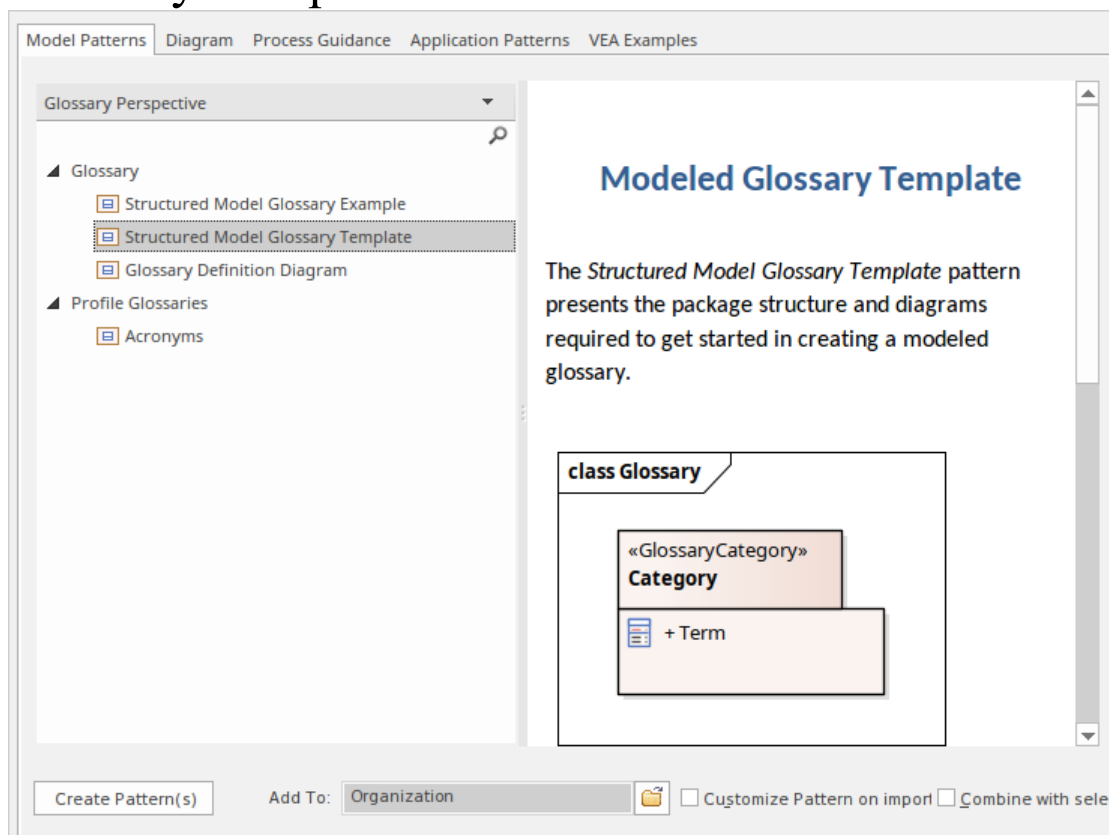 Model Patterns Diagram Process Guidance Application Patterns VEA Examples
Glossary Perspective
Glossary
Structured Model Glossary Example
Structured Model Glossary Template
Glossary Definition Diagram
Profile Glossaries
Acronyms
Modeled Glossary Template
The Structured Model Glossary Template pattern
presents the package structure and diagrams
required to get started in creating a modeled
glossary.
class Glossary
«GlossaryCategory»
Category
+ Term
Create Pattern(s) Add To: Organization Customize Pattern on import Combine with sele